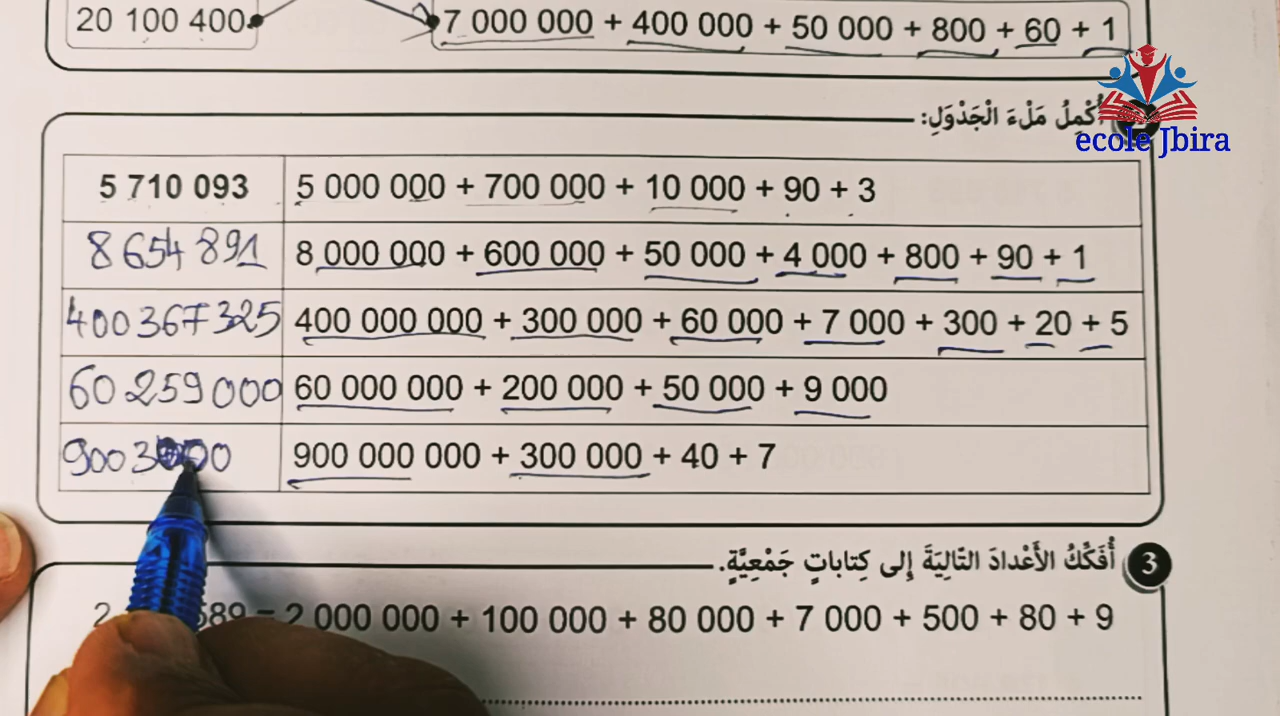 20 100 400
7 000 000 + 400 000 + 50 000 + 800 + 60 + 1
أُكْمِلُ مَلْءَ الْجَدْوَلِ:
ecole Jbira
5 710 093 5 000 000 + 700 000 + 10 000 + 90 + 3
8 654 891 8 000 000 + 600 000 + 50 000 + 4 000 + 800 + 90 + 1
400 367 325 400 000 000 + 300 000 + 60 000 + 7 000 + 300 + 20 + 5
60 259 000 60 000 000 + 200 000 + 50 000 + 9 000
9003 900 000 000 + 300 000 + 40 + 7
3 أُفَكِّكُ الأَعْدادَ التّالِيَةَ إِلى كِتاباتٍ جَمْعِيَّةٍ.
2 589 = 2 000 000 + 100 000 + 80 000 + 7 000 + 500 + 80 + 9